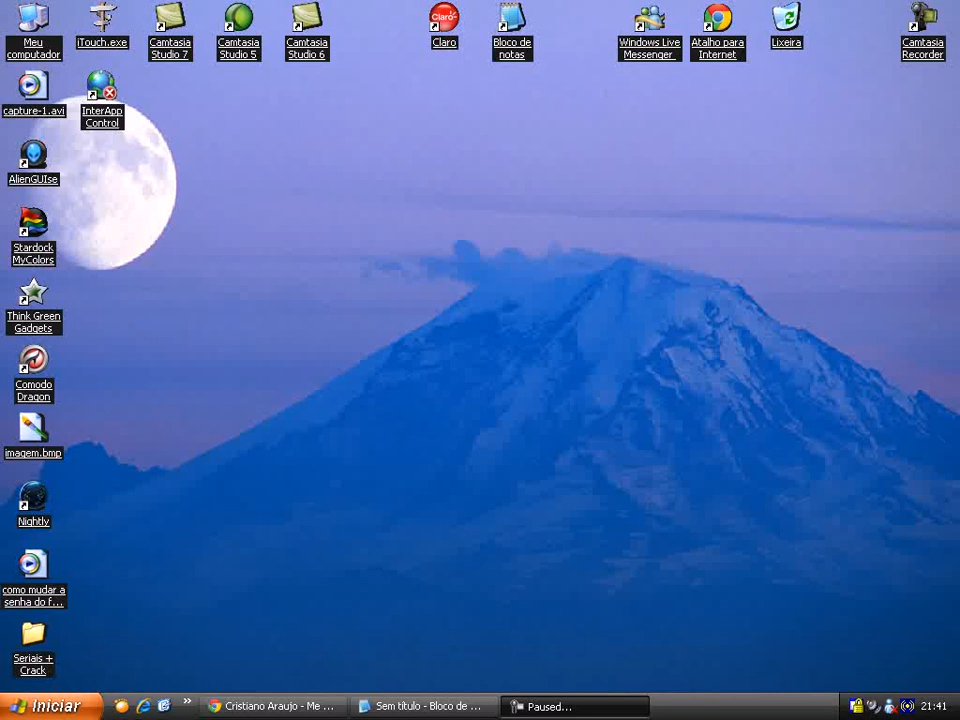 Meu
computador
iTouch.exe
Camtasia
Studio 7
Camtasia
Studio 5
Camtasia
Studio 6
Claro
Claro
Bloco de
notas
Windows Live
Messenger
Atalho para
Internet
Lixeira
Camtasia
Recorder
capture-1.avi
InterApp
Control
AlienGUIse
Stardock
MyColors
Think Green
Gadgets
Comodo
Dragon
imagem.bmp
Nightly
como mudar a
senha do f...
Seriais +
Crack
Iniciar
Cristiano Araujo - Me ...
Sem título - Bloco de ...
Paused...
21:41